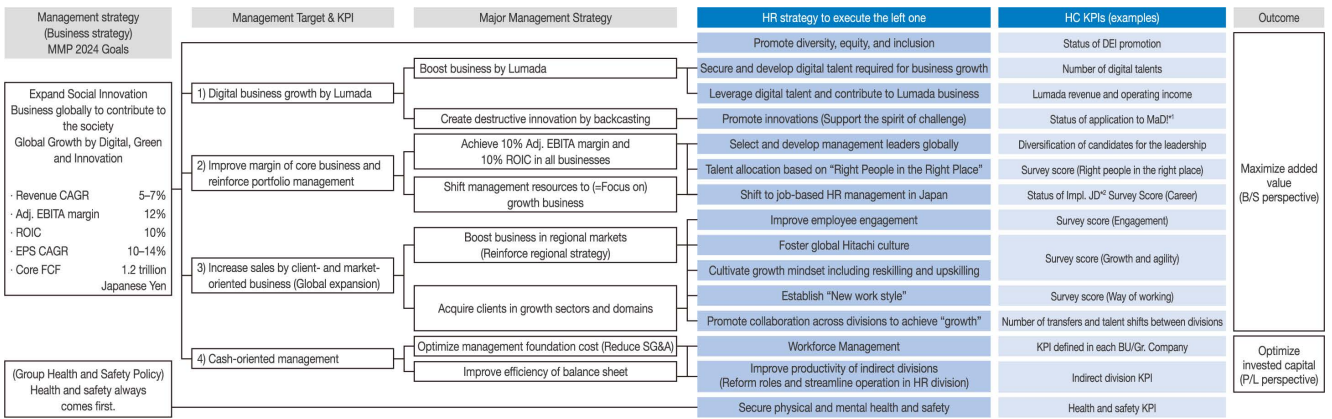 Management strategy
(Business strategy)
MMP 2024 Goals
Management Target & KPI
Major Management Strategy
HR strategy to execute the left one
HC KPIs (examples)
Outcome
Expand Social Innovation
Business globally to contribute to
the society
Global Growth by Digital, Green
and Innovation
· Revenue CAGR 5–7%
· Adj. EBITA margin 12%
· ROIC 10%
· EPS CAGR 10–14%
· Core FCF 1.2 trillion
Japanese Yen
(Group Health and Safety Policy)
Health and safety always
comes first.
1) Digital business growth by Lumada
2) Improve margin of core business and
reinforce portfolio management
3) Increase sales by client- and market-
oriented business (Global expansion)
4) Cash-oriented management
Boost business by Lumada
Create destructive innovation by backcasting
Achieve 10% Adj. EBITA margin and
10% ROIC in all businesses
Shift management resources to (=Focus on)
growth business
Boost business in regional markets
(Reinforce regional strategy)
Acquire clients in growth sectors and domains
Optimize management foundation cost (Reduce SG&A)
Improve efficiency of balance sheet
Promote diversity, equity, and inclusion
Secure and develop digital talent required for business growth
Leverage digital talent and contribute to Lumada business
Promote innovations (Support the spirit of challenge)
Select and develop management leaders globally
Talent allocation based on “Right People in the Right Place”
Shift to job-based HR management in Japan
Improve employee engagement
Foster global Hitachi culture
Cultivate growth mindset including reskilling and upskilling
Establish “New work style”
Promote collaboration across divisions to achieve “growth”
Workforce Management
Improve productivity of indirect divisions
(Reform roles and streamline operation in HR division)
Secure physical and mental health and safety
Status of DEI promotion
Number of digital talents
Lumada revenue and operating income
Status of application to MaDI*1
Diversification of candidates for the leadership
Survey score (Right people in the right place)
Status of Impl. JD*2 Survey Score (Career)
Survey score (Engagement)
Survey score (Growth and agility)
Survey score (Way of working)
Number of transfers and talent shifts between divisions
KPI defined in each BU/Gr. Company
Indirect division KPI
Health and safety KPI
Maximize added
value
(B/S perspective)
Optimize
invested capital
(P/L perspective)